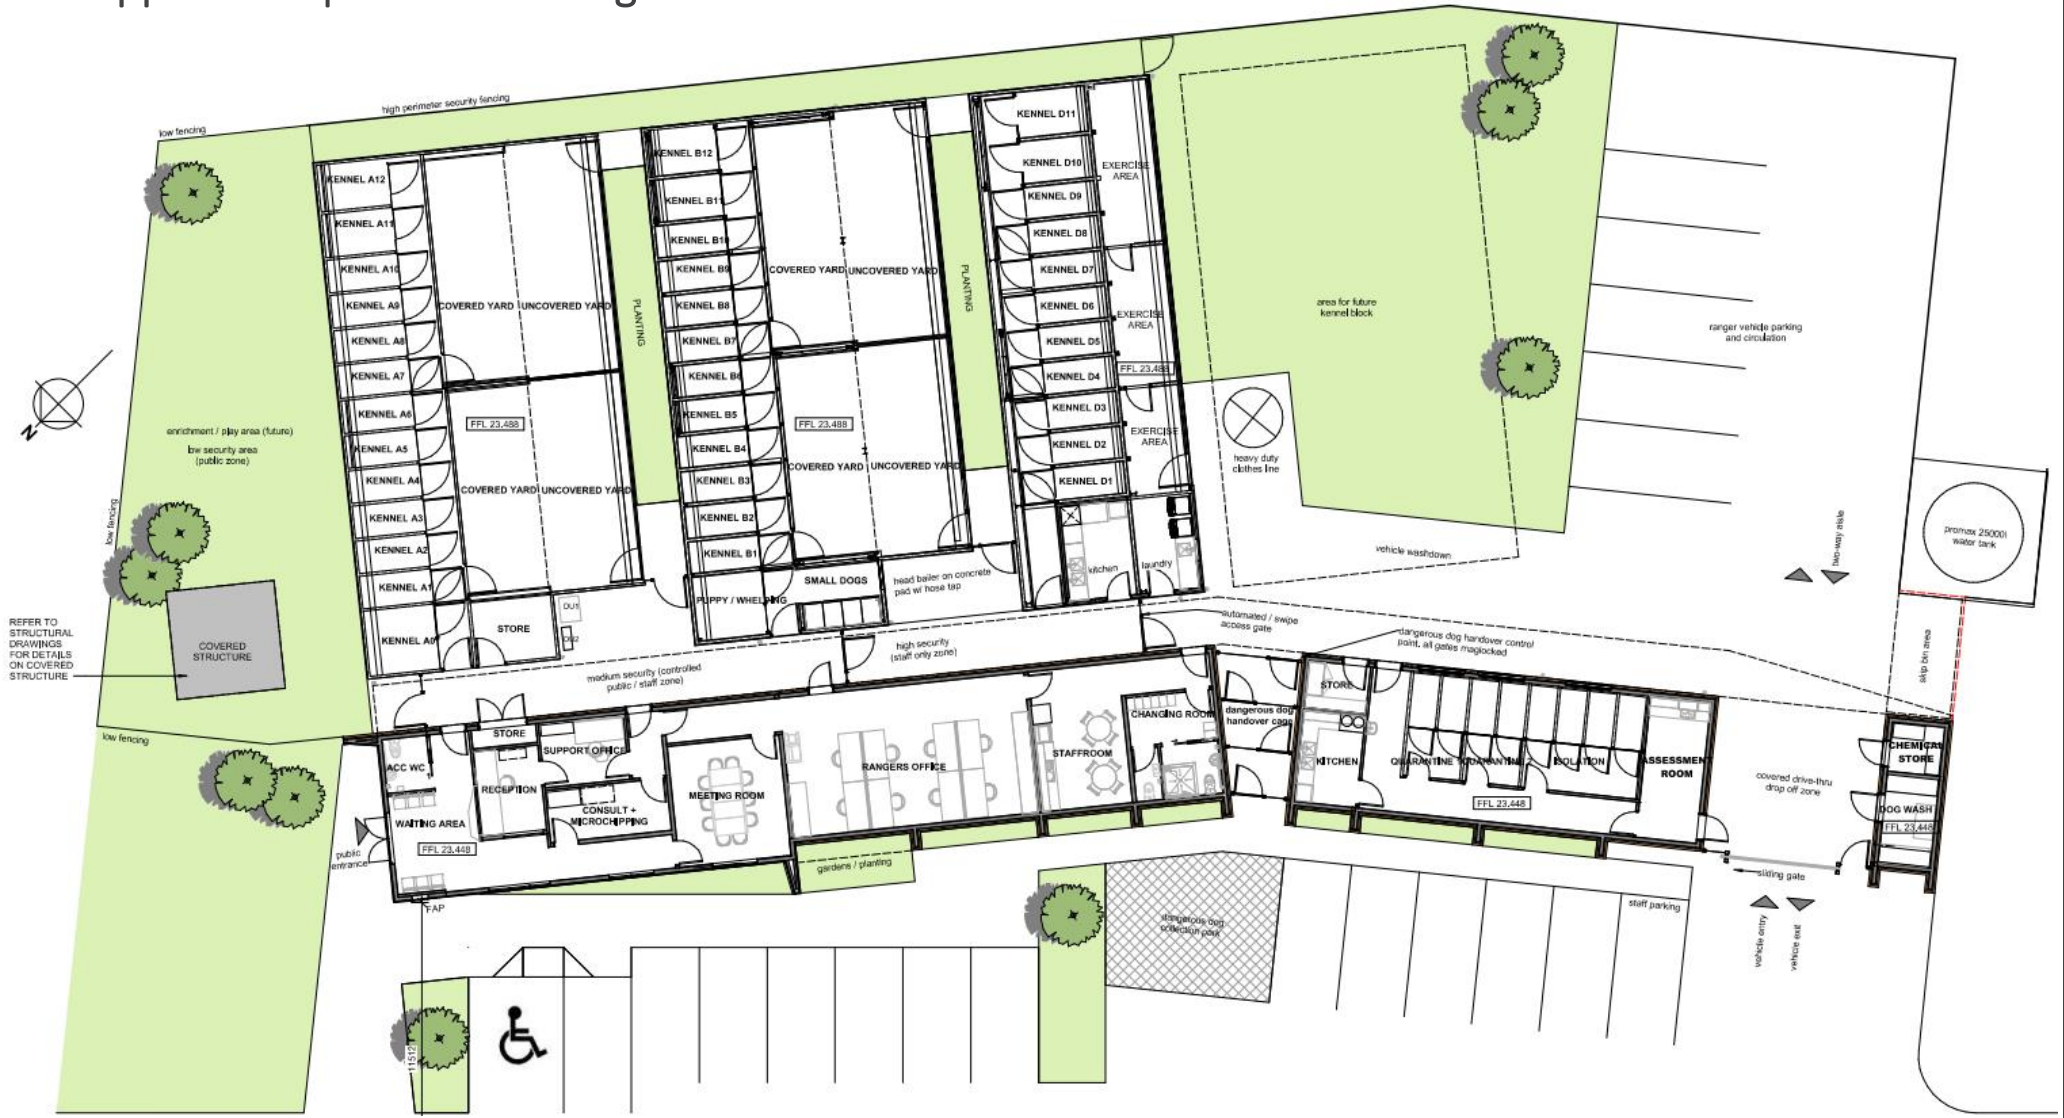 high perimeter security fencing
low fencing
KENNEL A12
KENNEL A11
KENNEL A10
KENNEL A9
KENNEL A8
KENNEL A7
KENNEL A6
KENNEL A5
KENNEL A4
KENNEL A3
KENNEL A2
KENNEL A1
KENNEL A0
COVERED YARD
UNCOVERED YARD
FFL 23.488
COVERED YARD
UNCOVERED YARD
STORE
DU2
PLANTING
KENNEL B12
KENNEL B11
KENNEL B10
KENNEL B9
KENNEL B8
KENNEL B7
KENNEL B6
KENNEL B5
KENNEL B4
KENNEL B3
KENNEL B2
KENNEL B1
COVERED YARD
UNCOVERED YARD
FFL 23.488
COVERED YARD
UNCOVERED YARD
PUPPY / WHELPING
SMALL DOGS
head bailer on concrete
pad w/ hose tap
PLANTING
KENNEL D11
KENNEL D10
KENNEL D9
KENNEL D8
KENNEL D7
KENNEL D6
KENNEL D5
KENNEL D4
KENNEL D3
KENNEL D2
KENNEL D1
EXERCISE
AREA
EXERCISE
AREA
FFL 23.488
EXERCISE
AREA
kitchen
laundry
area for future
kennel block
heavy duty
clothes line
vehicle washdown
ranger vehicle parking
and circulation
two-way aisle
promax 25000l
water tank
skip bin area
N
enrichment / play area (future)
low security area
(public zone)
low fencing
REFER TO
STRUCTURAL
DRAWINGS
FOR DETAILS
ON COVERED
STRUCTURE
COVERED
STRUCTURE
low fencing
medium security (controlled
public / staff zone)
high security
(staff only zone)
automated / swipe
access gate
dangerous dog handover control
point. all gates maglocked
ACC WC
STORE
SUPPORT OFFICE
RECEPTION
WAITING AREA
CONSULT +
MICROCHIPPING
MEETING ROOM
FFL 23.448
public
entrance
FAP
RANGERS OFFICE
STAFFROOM
CHANGING ROOM
dangerous dog
handover cage
STORE
KITCHEN
QUARANTINE 1
QUARANTINE 2
ISOLATION
ASSESSMENT
ROOM
FFL 23.448
covered drive-thru
drop off zone
CHEMICAL
STORE
DOG WASH
FFL 23.448
sliding gate
gardens / planting
dangerous dog
collection park
staff parking
vehicle entry
vehicle exit
11512